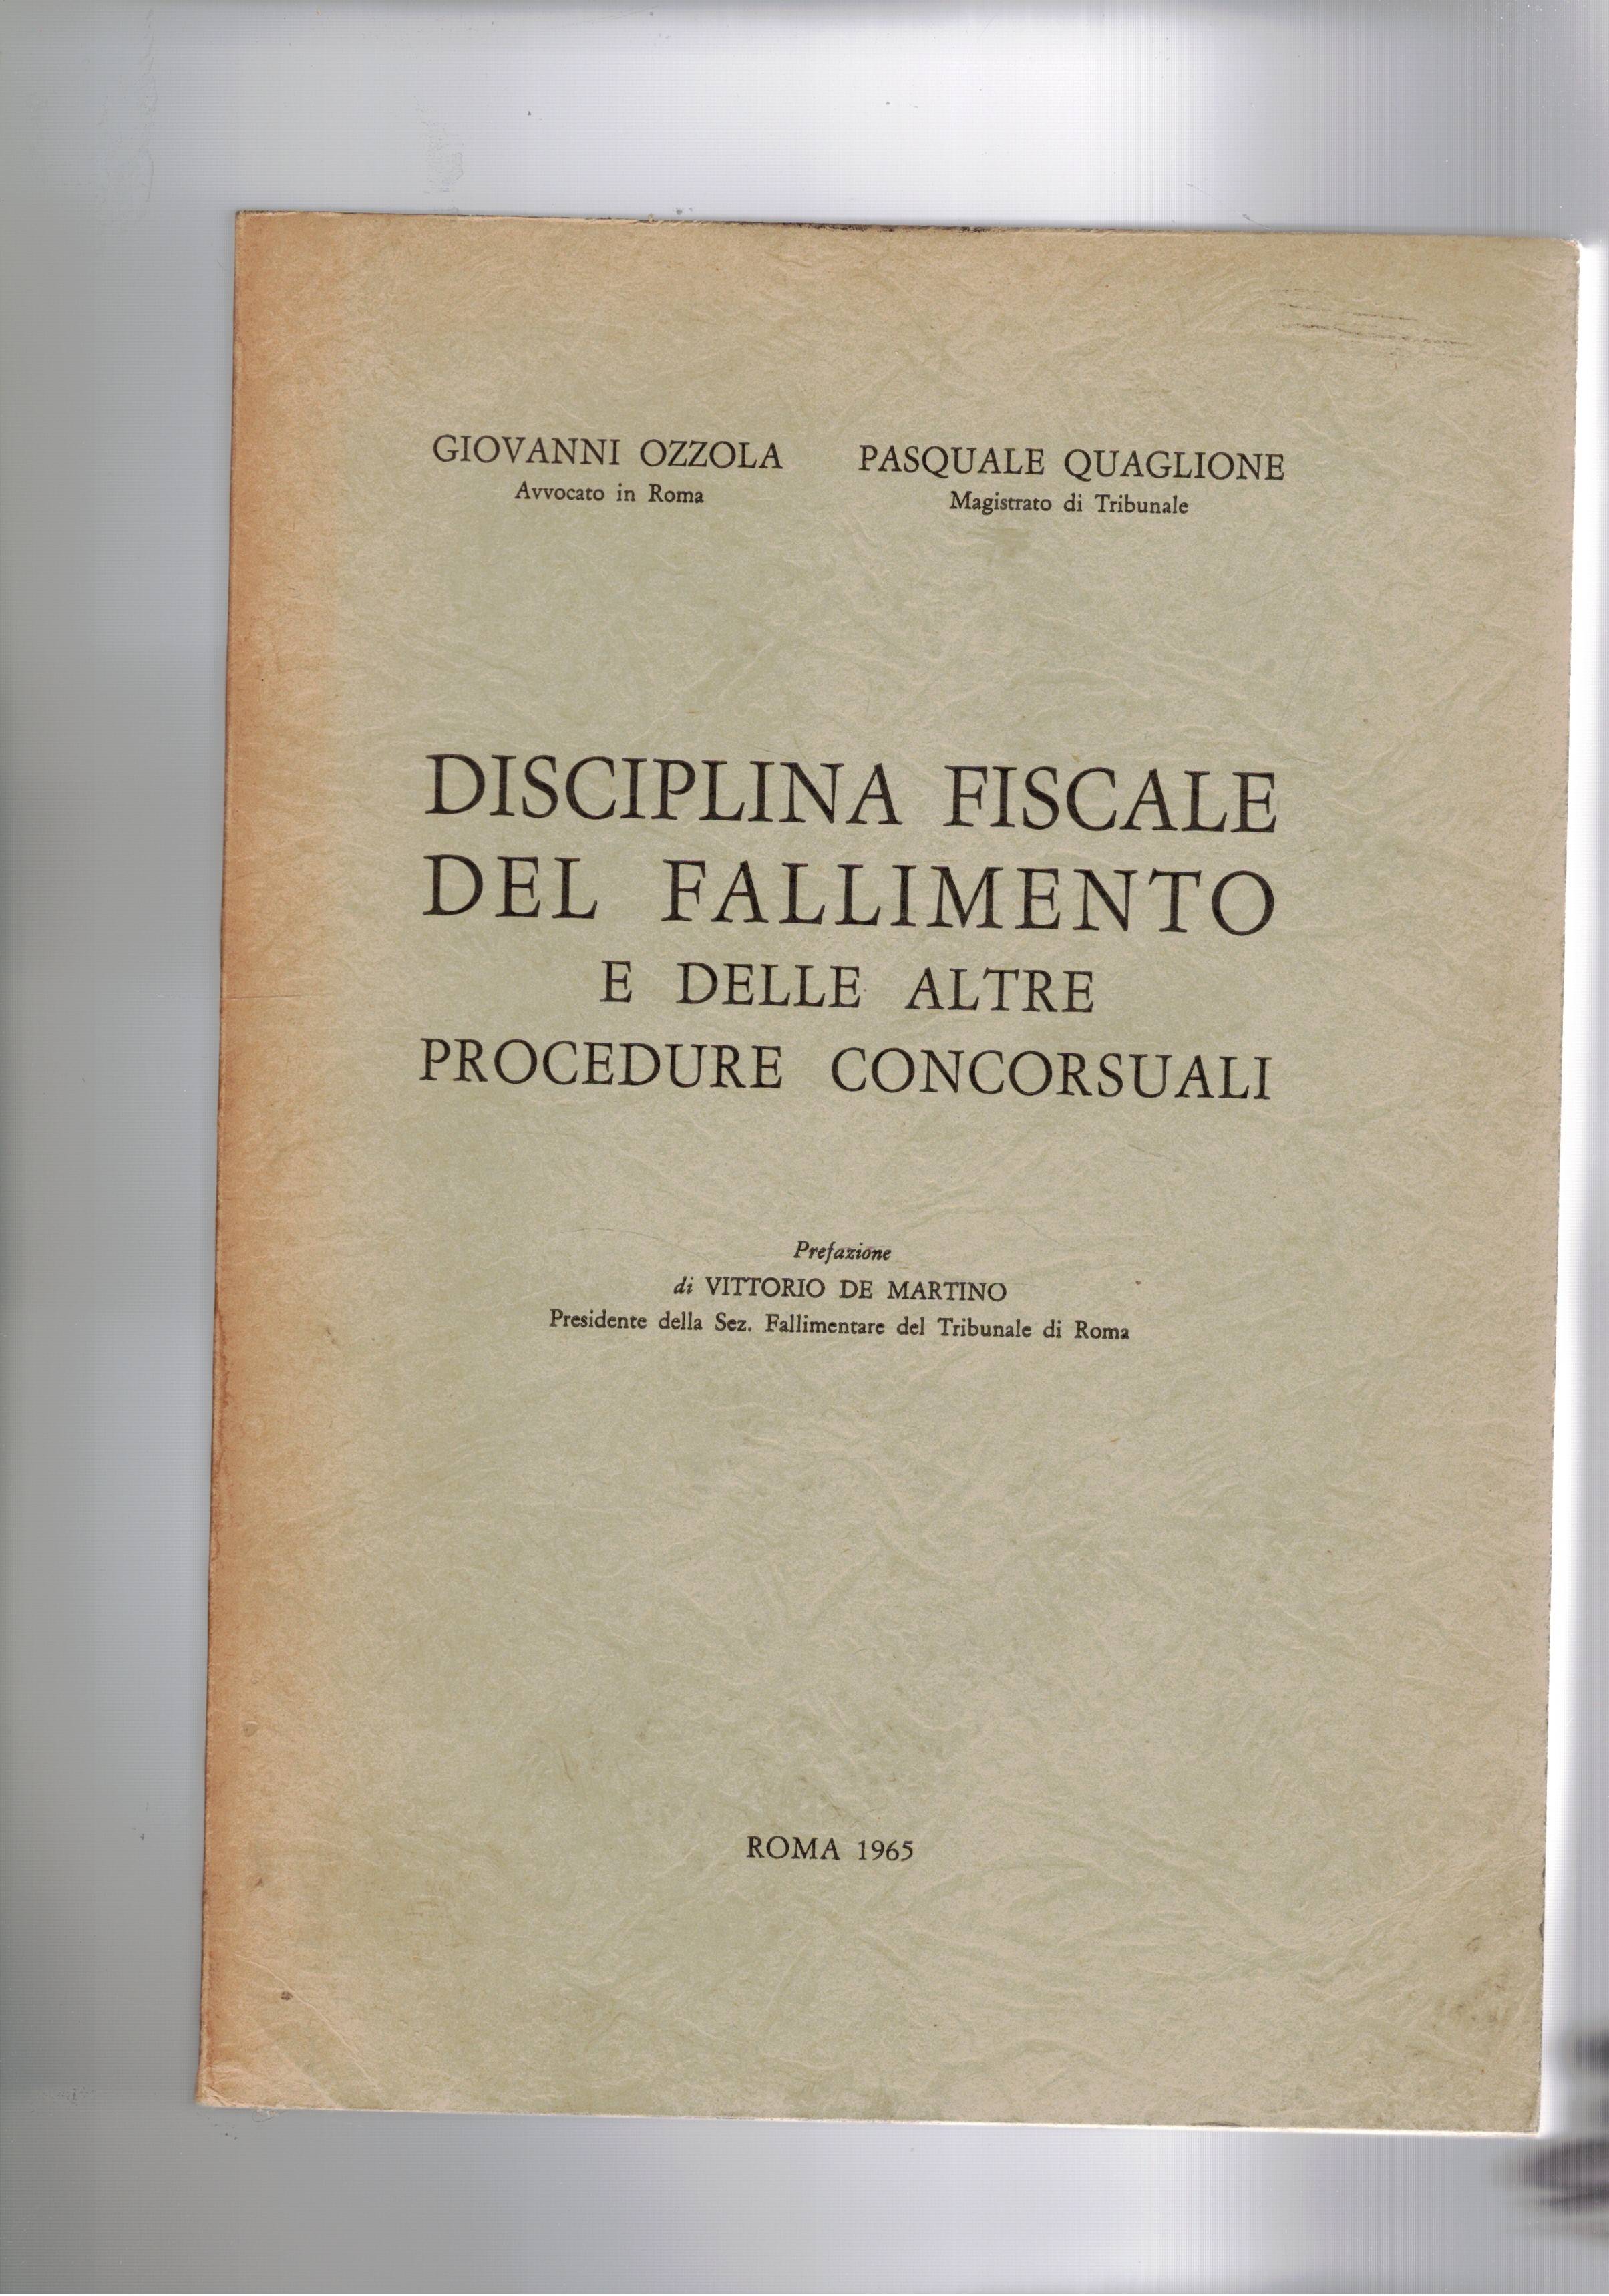 GIOVANNI OZZOLA PASQUALE QUAGLIONE
Avvocato in Roma Magistrato di Tribunale
DISCIPLINA FISCALE
DEL FALLIMENTO
E DELLE ALTRE
PROCEDURE CONCORSUALI
Prefazione
di VITTORIO DE MARTINO
Presidente della Sez. Fallimentare del Tribunale di Roma
ROMA 1965